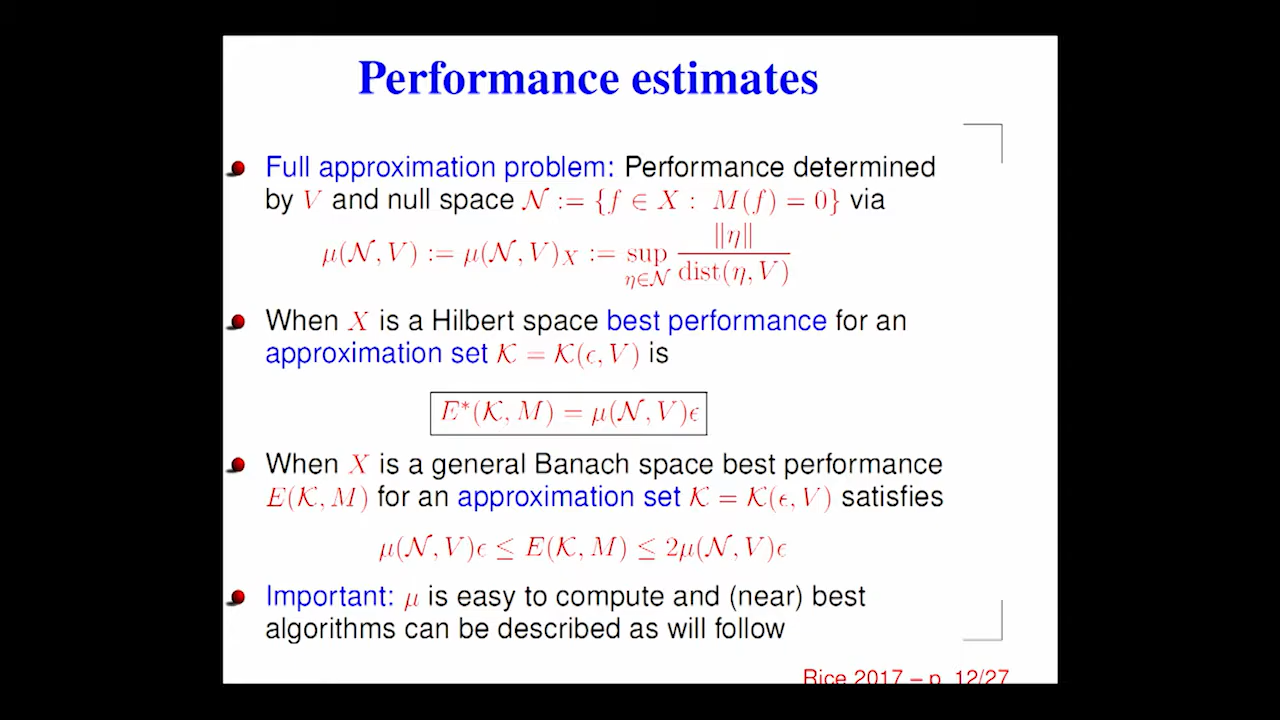 Performance estimates
Full approximation problem: Performance determined
by V and null space 𝒩 := {f ∈ X : M(f) = 0} via
μ(𝒩, V) := μ(𝒩, V)_X := sup_{η∈𝒩} ‖η‖ / dist(η, V)
When X is a Hilbert space best performance for an
approximation set 𝒦 = 𝒦(ϵ, V) is
E*(𝒦, M) = μ(𝒩, V)ϵ
When X is a general Banach space best performance
E(𝒦, M) for an approximation set 𝒦 = 𝒦(ϵ, V) satisfies
μ(𝒩, V)ϵ ≤ E(𝒦, M) ≤ 2μ(𝒩, V)ϵ
Important: μ is easy to compute and (near) best
algorithms can be described as will follow
Rice 2017 – p. 12/27